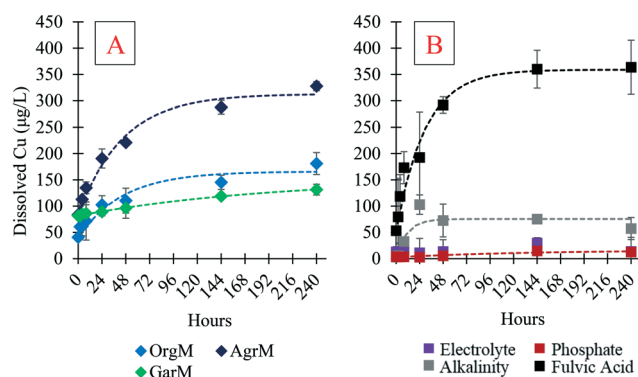 A
B
Dissolved Cu (µg/L)
450
400
350
300
250
200
150
100
50
0
0 24 48 72 96 120 144 168 192 216 240
Hours
450
400
350
300
250
200
150
100
50
0
0 24 48 72 96 120 144 168 192 216 240
Hours
OrgM AgrM
GarM
Electrolyte Phosphate
Alkalinity Fulvic Acid